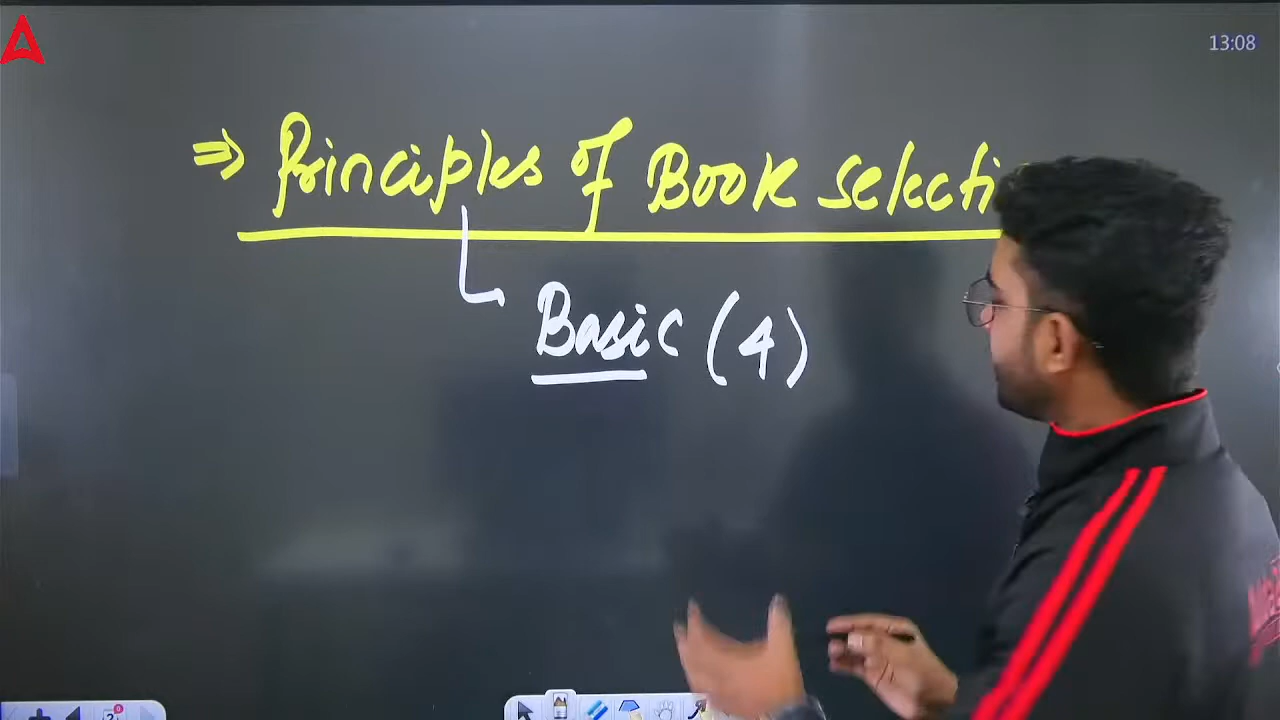 13:08
⇒ Principles of Book selecti
Basic (4)